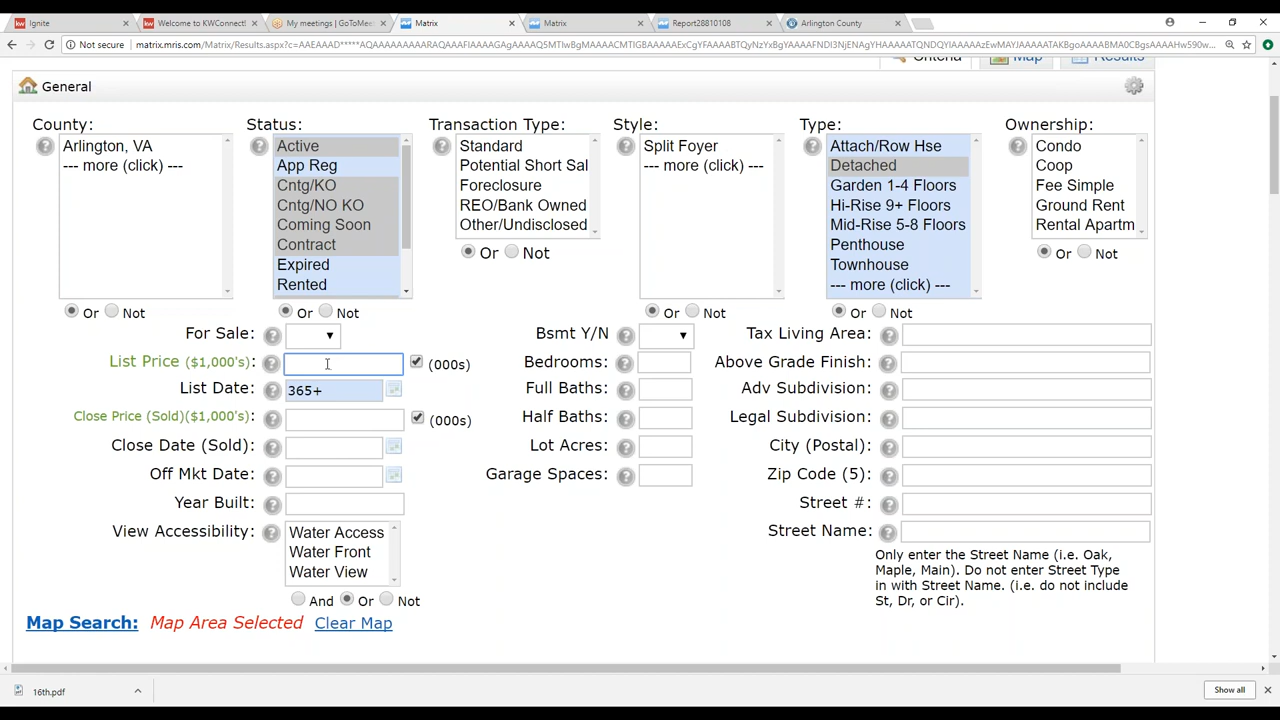 Ignite
Welcome to KWConnect!
My meetings | GoToMee
Matrix
Matrix
Report28810108
Arlington County
Not secure
General
County:
Arlington, VA
--- more (click) ---
Or Not
Status:
Active
App Reg
Cntg/KO
Cntg/NO KO
Coming Soon
Contract
Expired
Rented
Or Not
Transaction Type:
Standard
Potential Short Sal
Foreclosure
REO/Bank Owned
Other/Undisclosed
Or Not
Style:
Split Foyer
--- more (click) ---
Or Not
Type:
Attach/Row Hse
Detached
Garden 1-4 Floors
Hi-Rise 9+ Floors
Mid-Rise 5-8 Floors
Penthouse
Townhouse
--- more (click) ---
Or Not
Ownership:
Condo
Coop
Fee Simple
Ground Rent
Rental Apartm
Or Not
For Sale:
List Price ($1,000's):
(000s)
List Date:
365+
Close Price (Sold)($1,000's):
(000s)
Close Date (Sold):
Off Mkt Date:
Year Built:
View Accessibility:
Water Access
Water Front
Water View
And Or Not
Bsmt Y/N
Bedrooms:
Full Baths:
Half Baths:
Lot Acres:
Garage Spaces:
Tax Living Area:
Above Grade Finish:
Adv Subdivision:
Legal Subdivision:
City (Postal):
Zip Code (5):
Street #:
Street Name:
Only enter the Street Name (i.e. Oak,
Maple, Main). Do not enter Street Type
in with Street Name. (i.e. do not include
St, Dr, or Cir).
Map Search: Map Area Selected Clear Map
16th.pdf
Show all